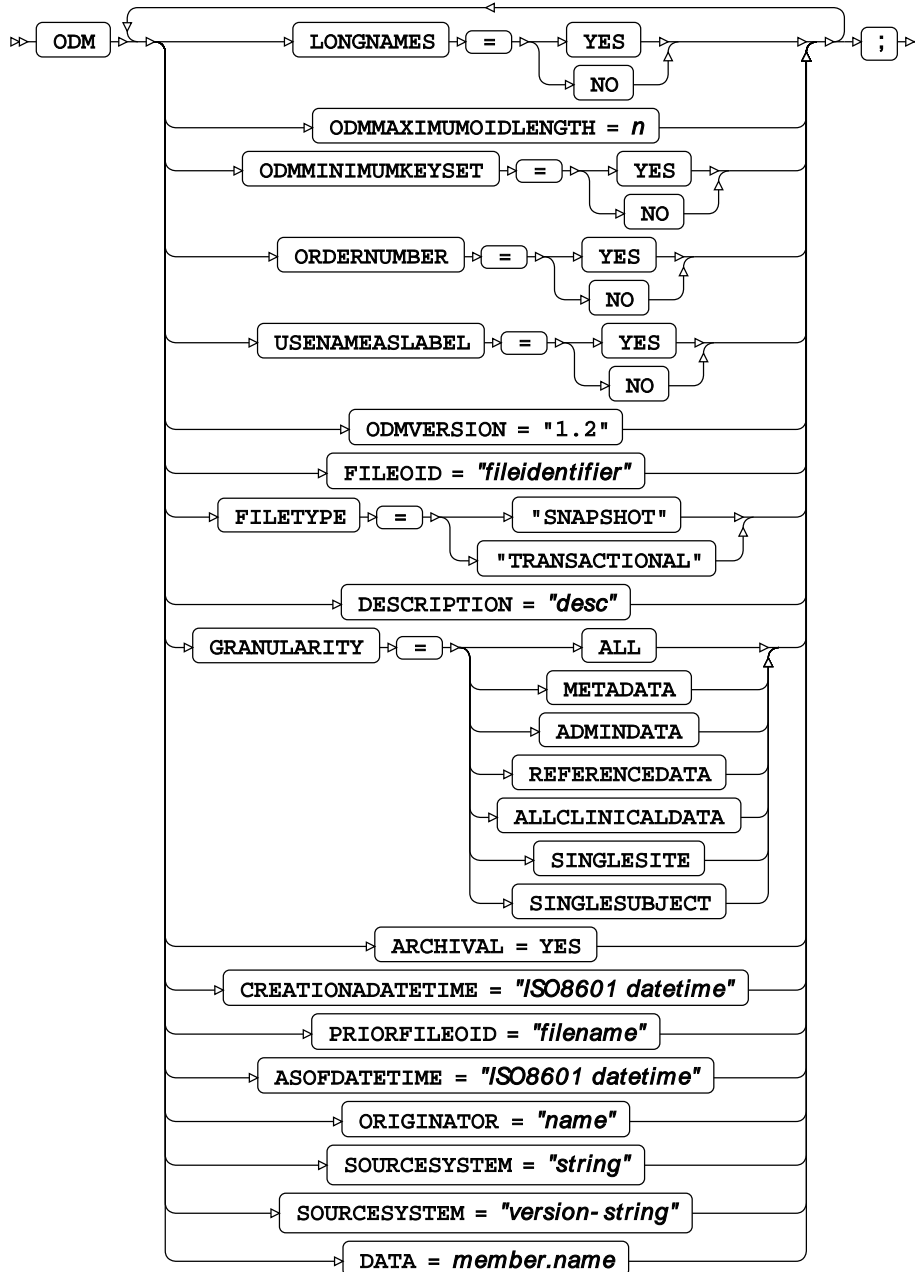 ODM LONGNAMES = YES ;
NO
ODMMAXIMUMOIDLENGTH = n
ODMMINIMUMKEYSET = YES
NO
ORDERNUMBER = YES
NO
USENAMEASLABEL = YES
NO
ODMVERSION = "1.2"
FILEOID = "fileidentifier"
FILETYPE = "SNAPSHOT"
"TRANSACTIONAL"
DESCRIPTION = "desc"
GRANULARITY = ALL
METADATA
ADMINDATA
REFERENCEDATA
ALLCLINICALDATA
SINGLESITE
SINGLESUBJECT
ARCHIVAL = YES
CREATIONADATETIME = "ISO8601 datetime"
PRIORFILEOID = "filename"
ASOFDATETIME = "ISO8601 datetime"
ORIGINATOR = "name"
SOURCESYSTEM = "string"
SOURCESYSTEM = "version-string"
DATA = member.name